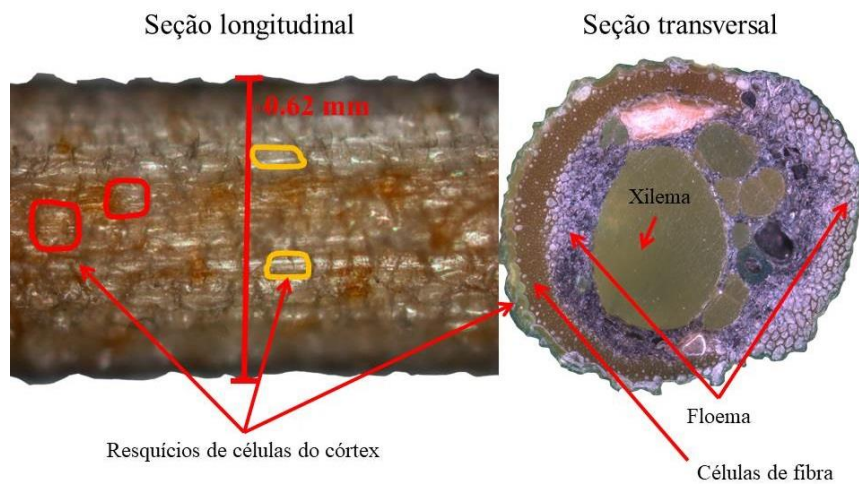 Seção longitudinal
Seção transversal
0.62 mm
Xilema
Floema
Resquícios de células do córtex
Células de fibra